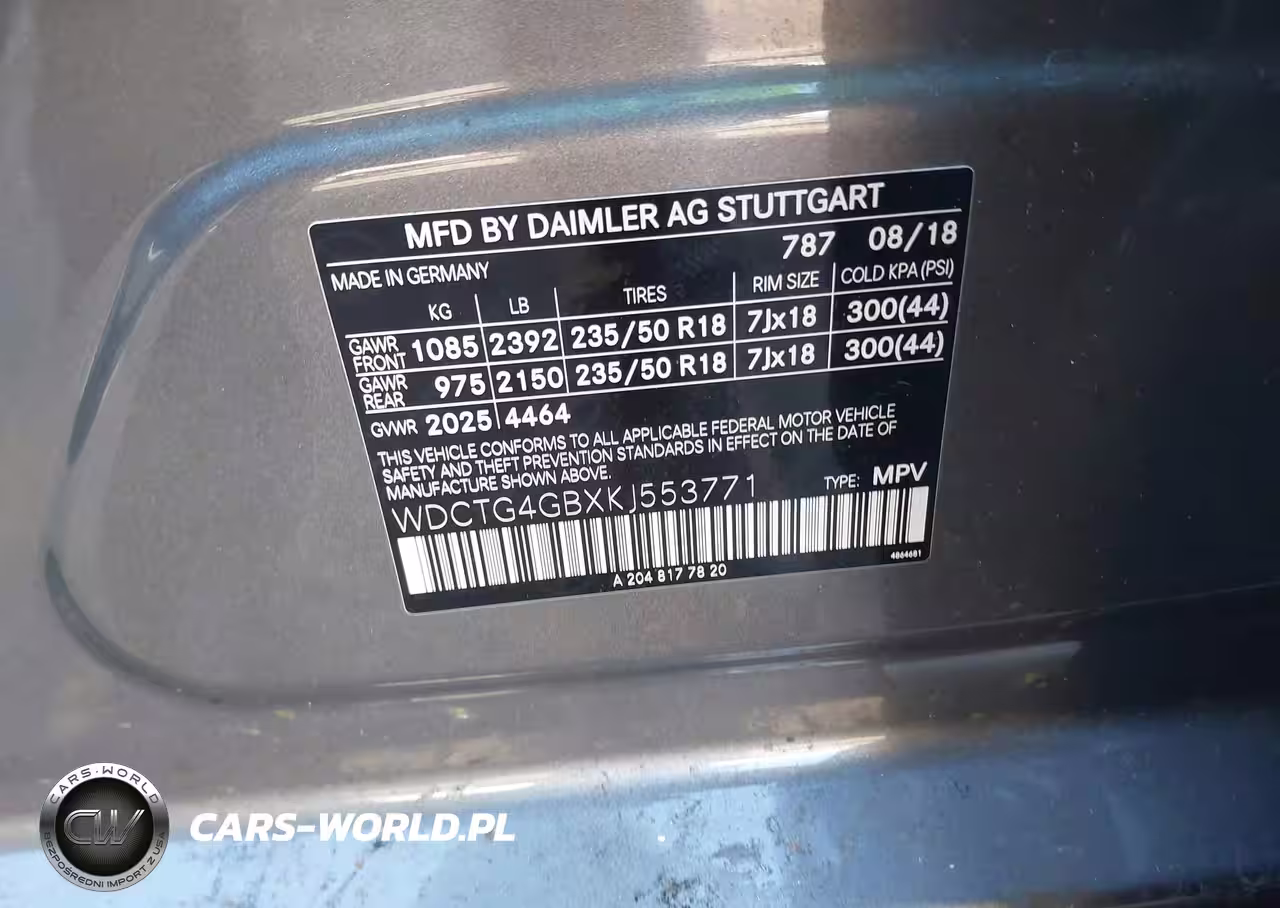 MFD BY DAIMLER AG STUTTGART
787 08/18
MADE IN GERMANY
KG LB TIRES RIM SIZE COLD KPA (PSI)
GAWR FRONT 1085 2392 235/50 R18 7Jx18 300(44)
GAWR REAR 975 2150 235/50 R18 7Jx18 300(44)
GVWR 2025 4464
THIS VEHICLE CONFORMS TO ALL APPLICABLE FEDERAL MOTOR VEHICLE
SAFETY AND THEFT PREVENTION STANDARDS IN EFFECT ON THE DATE OF
MANUFACTURE SHOWN ABOVE.
TYPE: MPV
WDCTG4GBXKJ553771
A 204 817 78 20
4864681
CARS-WORLD
CW
BEZPOŚREDNI IMPORT Z USA
CARS-WORLD.PL